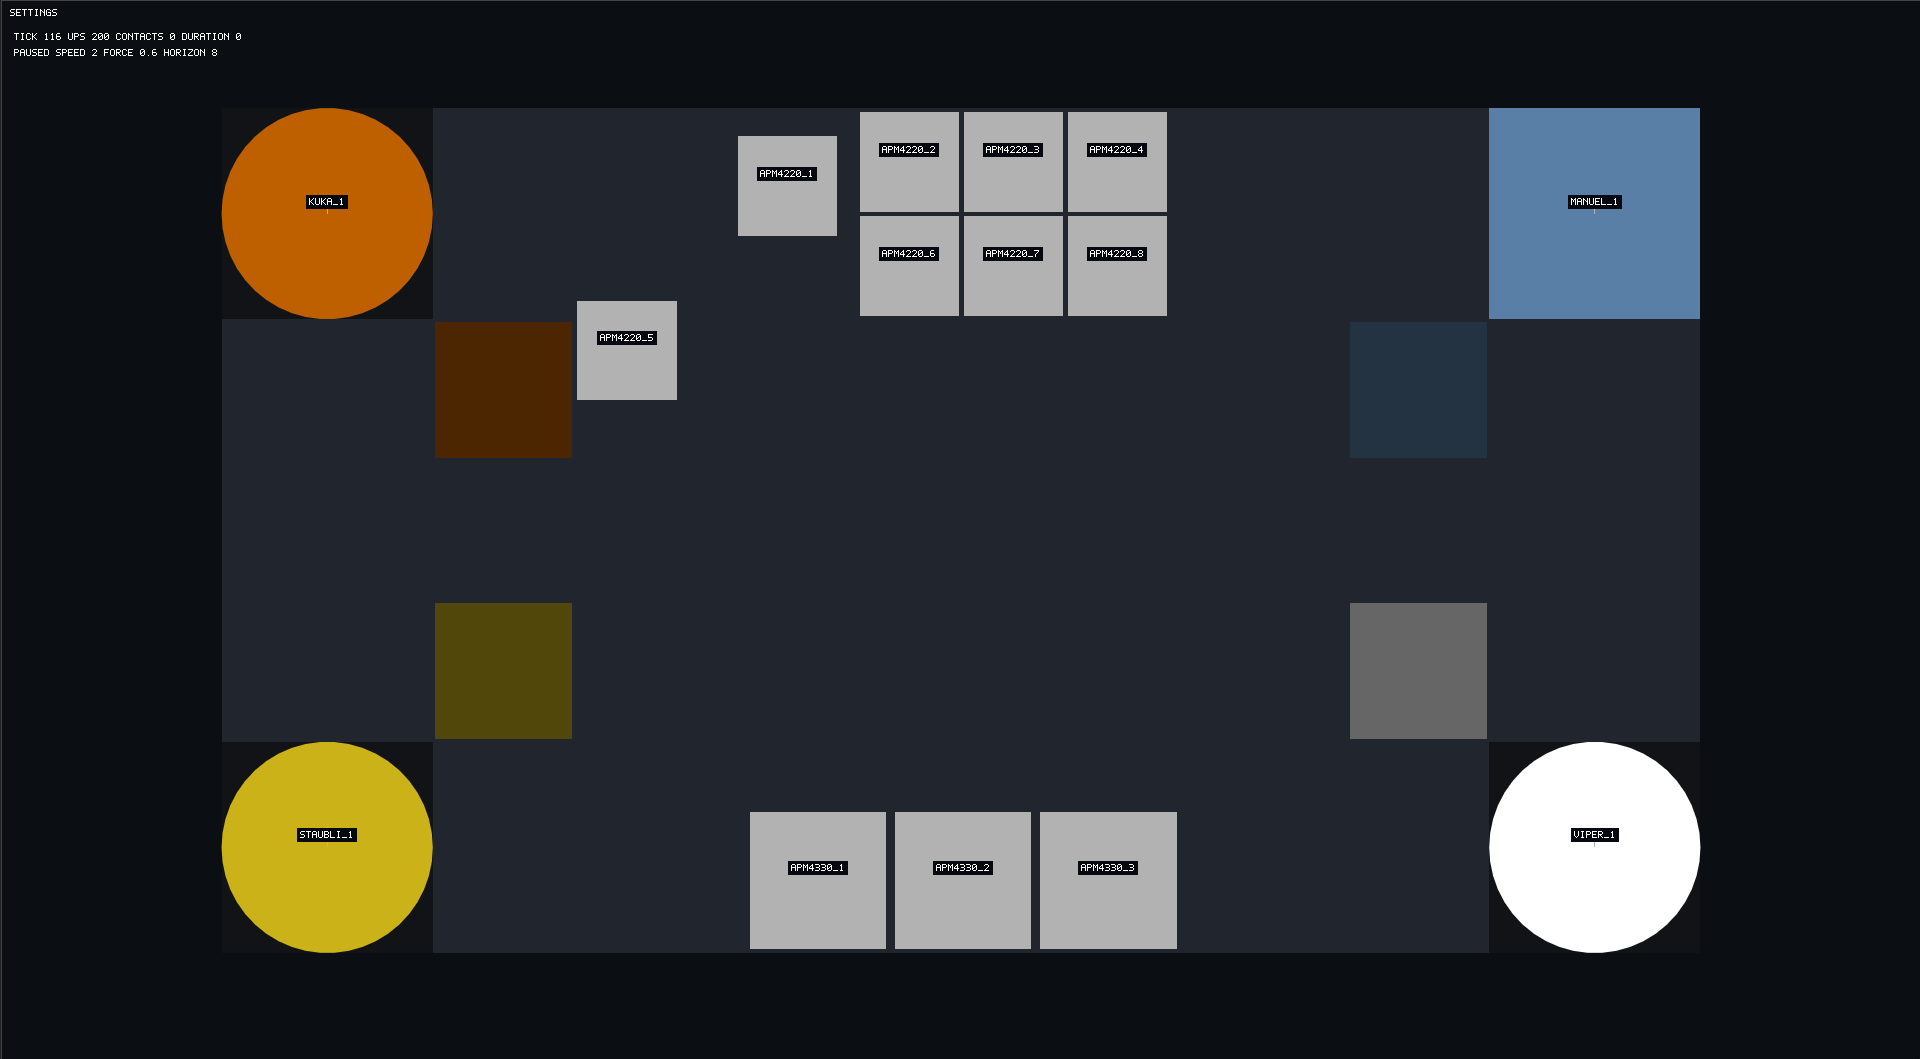 SETTINGS
TICK 116 UPS 200 CONTACTS 0 DURATION 0
PAUSED SPEED 2 FORCE 0.6 HORIZON 8
APM4220_2
APM4220_3
APM4220_4
APM4220_1
KUKA_1
MANUEL_1
APM4220_6
APM4220_7
APM4220_8
APM4220_5
STAUBLI_1
VIPER_1
APM4330_1
APM4330_2
APM4330_3